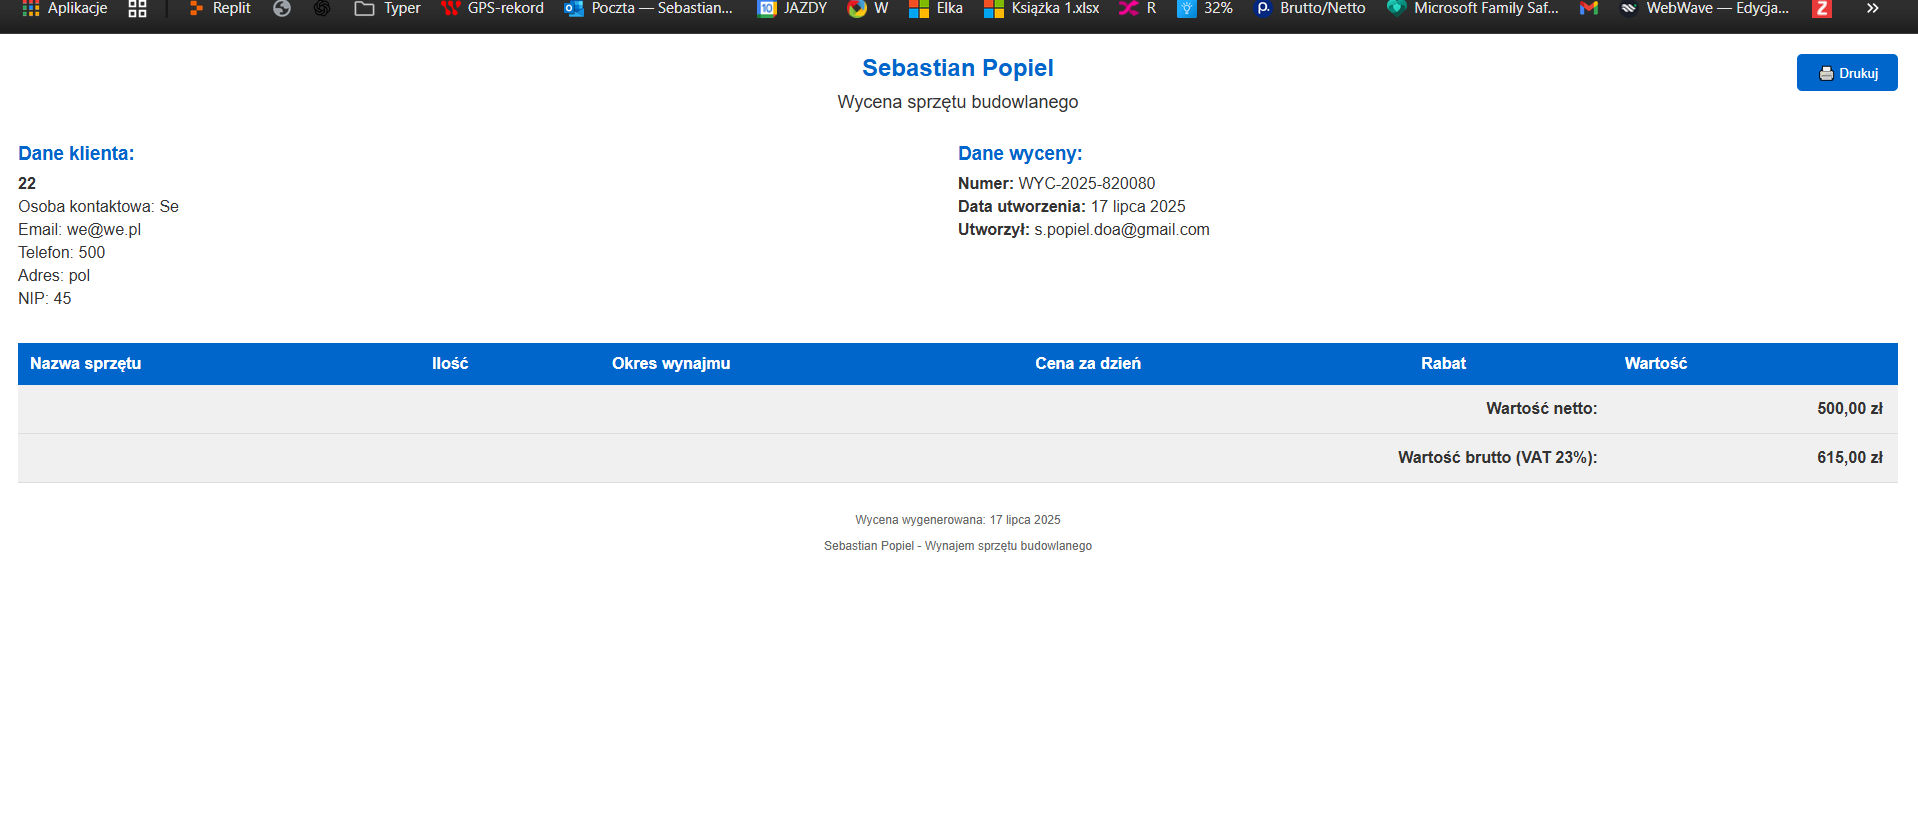 Aplikacje Replit Typer GPS-rekord Poczta — Sebastian... JAZDY W Elka Książka 1.xlsx R 32% Brutto/Netto Microsoft Family Saf... WebWave — Edycja... Z »
Sebastian Popiel
Drukuj
Wycena sprzętu budowlanego
Dane klienta:
22
Osoba kontaktowa: Se
Email: we@we.pl
Telefon: 500
Adres: pol
NIP: 45
Dane wyceny:
Numer: WYC-2025-820080
Data utworzenia: 17 lipca 2025
Utworzył: s.popiel.doa@gmail.com
Nazwa sprzętu Ilość Okres wynajmu Cena za dzień Rabat Wartość
Wartość netto: 500,00 zł
Wartość brutto (VAT 23%): 615,00 zł
Wycena wygenerowana: 17 lipca 2025
Sebastian Popiel - Wynajem sprzętu budowlanego